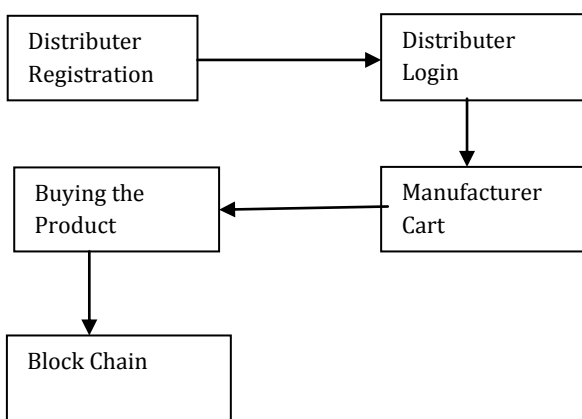 Distributer
Registration
Distributer
Login
Manufacturer
Cart
Buying the
Product
Block Chain